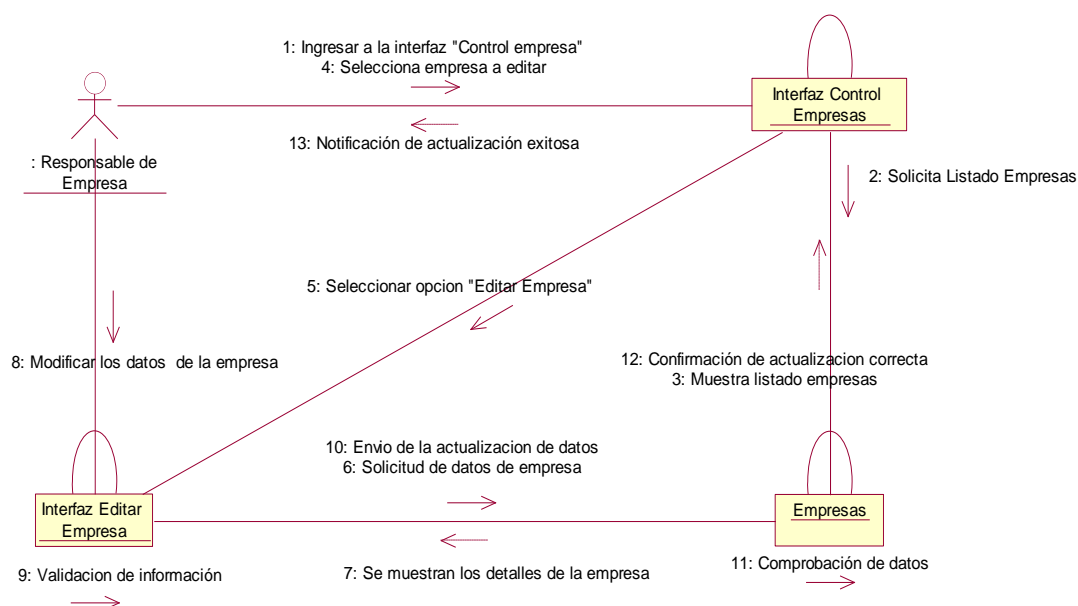 1: Ingresar a la interfaz "Control empresa"
4: Selecciona empresa a editar
Interfaz Control
Empresas
13: Notificación de actualización exitosa
: Responsable de
Empresa
2: Solicita Listado Empresas
5: Seleccionar opcion "Editar Empresa"
8: Modificar los datos de la empresa
12: Confirmación de actualizacion correcta
3: Muestra listado empresas
10: Envio de la actualizacion de datos
6: Solicitud de datos de empresa
Interfaz Editar
Empresa
Empresas
9: Validacion de información
7: Se muestran los detalles de la empresa
11: Comprobación de datos